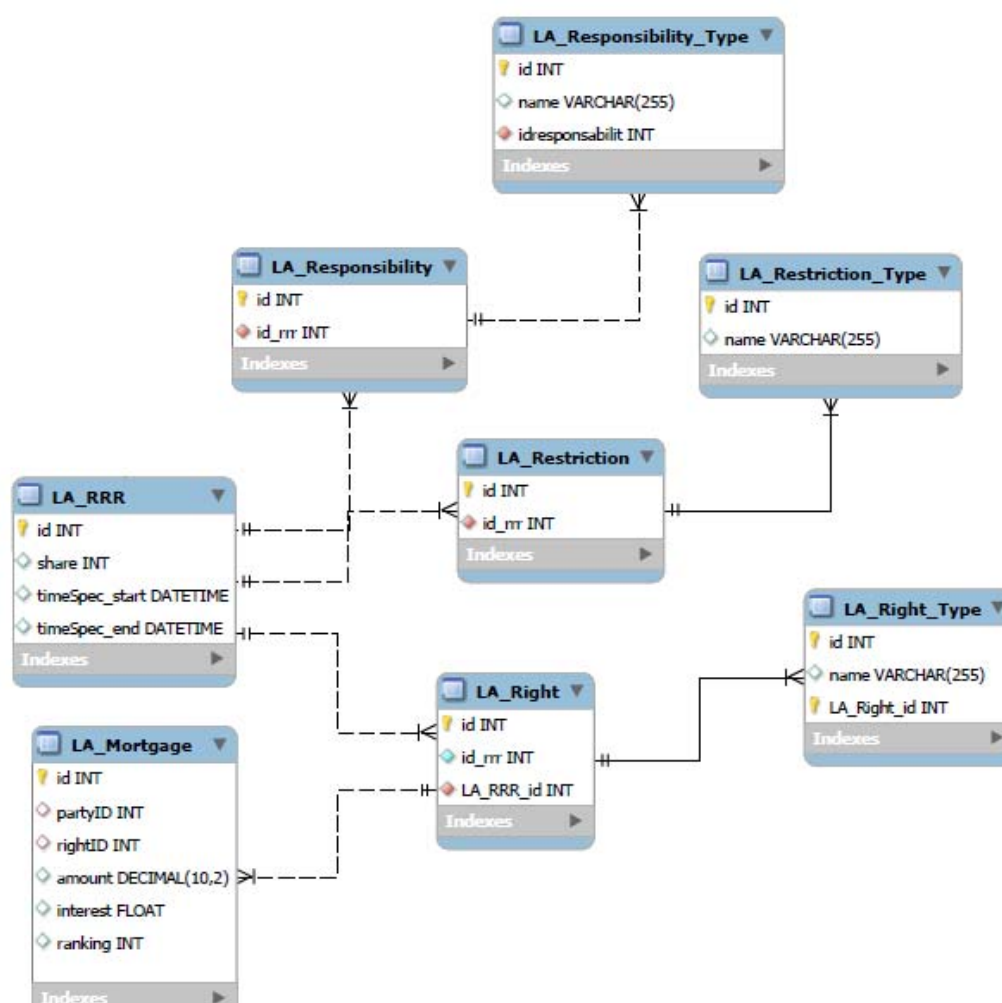 LA_Responsibility_Type
id INT
name VARCHAR(255)
idresponsabilit INT
Indexes
LA_Responsibility
id INT
id_rrr INT
Indexes
LA_Restriction_Type
id INT
name VARCHAR(255)
Indexes
LA_Restriction
id INT
id_rrr INT
Indexes
LA_RRR
id INT
share INT
timeSpec_start DATETIME
timeSpec_end DATETIME
Indexes
LA_Right_Type
id INT
name VARCHAR(255)
LA_Right_id INT
Indexes
LA_Right
id INT
id_rrr INT
LA_RRR_id INT
Indexes
LA_Mortgage
id INT
partyID INT
rightID INT
amount DECIMAL(10,2)
interest FLOAT
ranking INT
Indexes